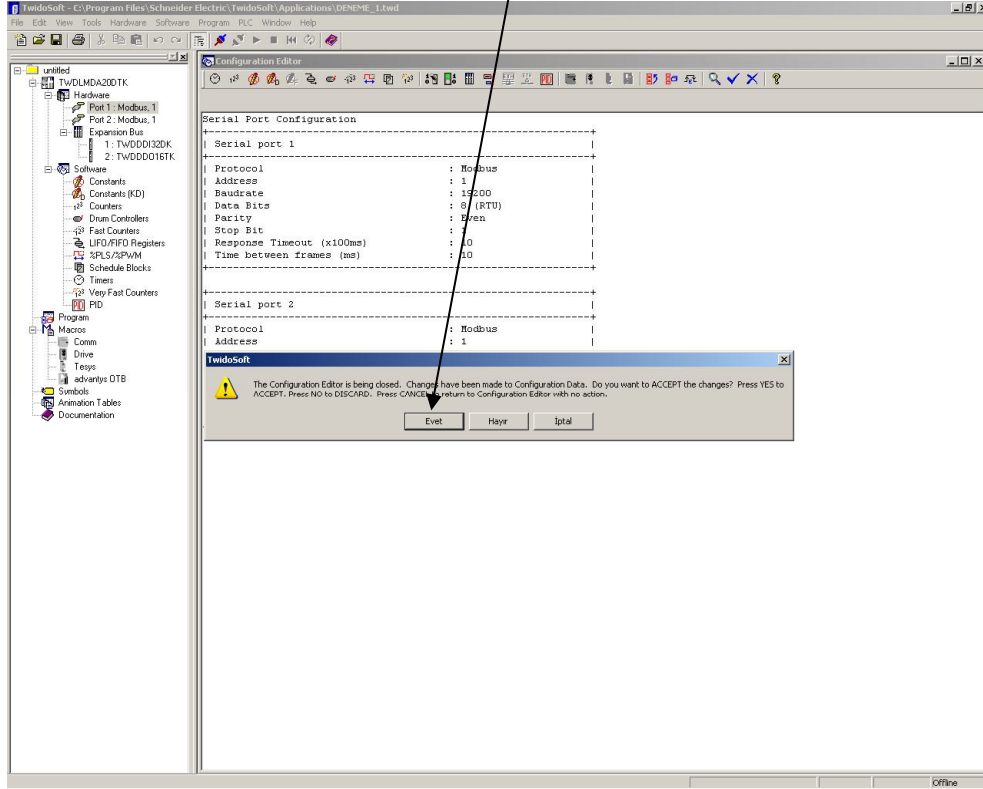 TwidoSoft - C:\Program Files\Schneider Electric\TwidoSoft\Applications\DENEME_1.twd
File Edit View Tools Hardware Software Program PLC Window Help
untitled
TWDLMDA20DTK
Hardware
Port 1 : Modbus, 1
Port 2 : Modbus, 1
Expansion Bus
1 : TWDDDI32DK
2 : TWDDDO16TK
Software
Constants
Constants (KD)
Counters
Drum Controllers
Fast Counters
LIFO/FIFO Registers
%PLS/%PWM
Schedule Blocks
Timers
Very Fast Counters
PID
Program
Macros
Comm
Drive
Tesys
advantys OTB
Symbols
Animation Tables
Documentation
Configuration Editor
Serial Port Configuration
Serial port 1
Protocol : Modbus
Address : 1
Baudrate : 19200
Data Bits : 8 (RTU)
Parity : Even
Stop Bit : 1
Response Timeout (x100ms) : 10
Time between frames (ms) : 10
Serial port 2
Protocol : Modbus
Address : 1
TwidoSoft
The Configuration Editor is being closed. Changes have been made to Configuration Data. Do you want to ACCEPT the changes? Press YES to
ACCEPT. Press NO to DISCARD. Press CANCEL to return to Configuration Editor with no action.
Evet Hayır İptal
Offline